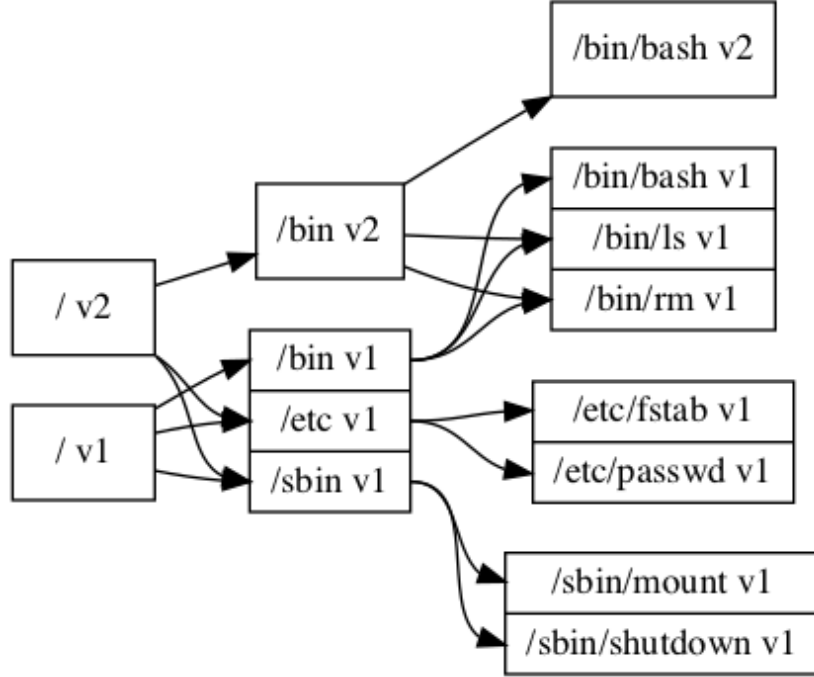 / v2
/ v1
/bin v2
/bin v1
/etc v1
/sbin v1
/bin/bash v2
/bin/bash v1
/bin/ls v1
/bin/rm v1
/etc/fstab v1
/etc/passwd v1
/sbin/mount v1
/sbin/shutdown v1